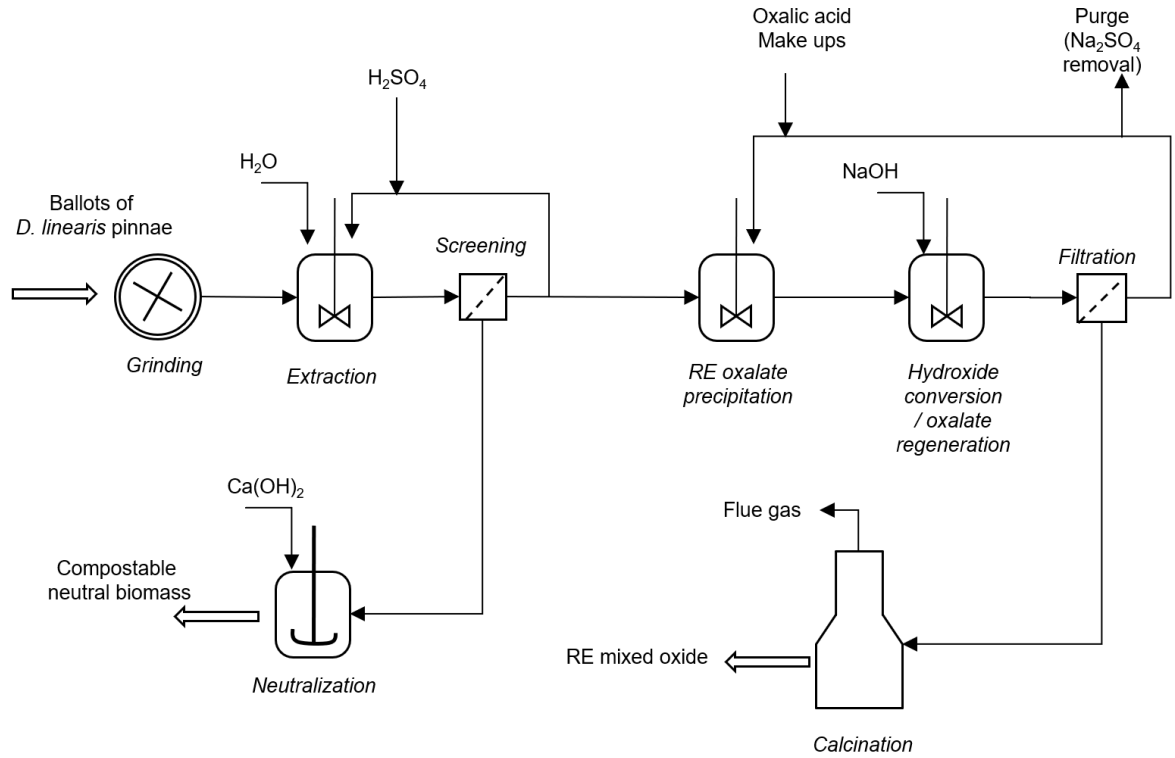 Oxalic acid
Make ups
Purge
(Na₂SO₄
removal)
H₂SO₄
H₂O
NaOH
Ballots of
D. linearis pinnae
Screening
Filtration
Grinding
Extraction
RE oxalate
precipitation
Hydroxide
conversion
/ oxalate
regeneration
Ca(OH)₂
Flue gas
Compostable
neutral biomass
RE mixed oxide
Neutralization
Calcination